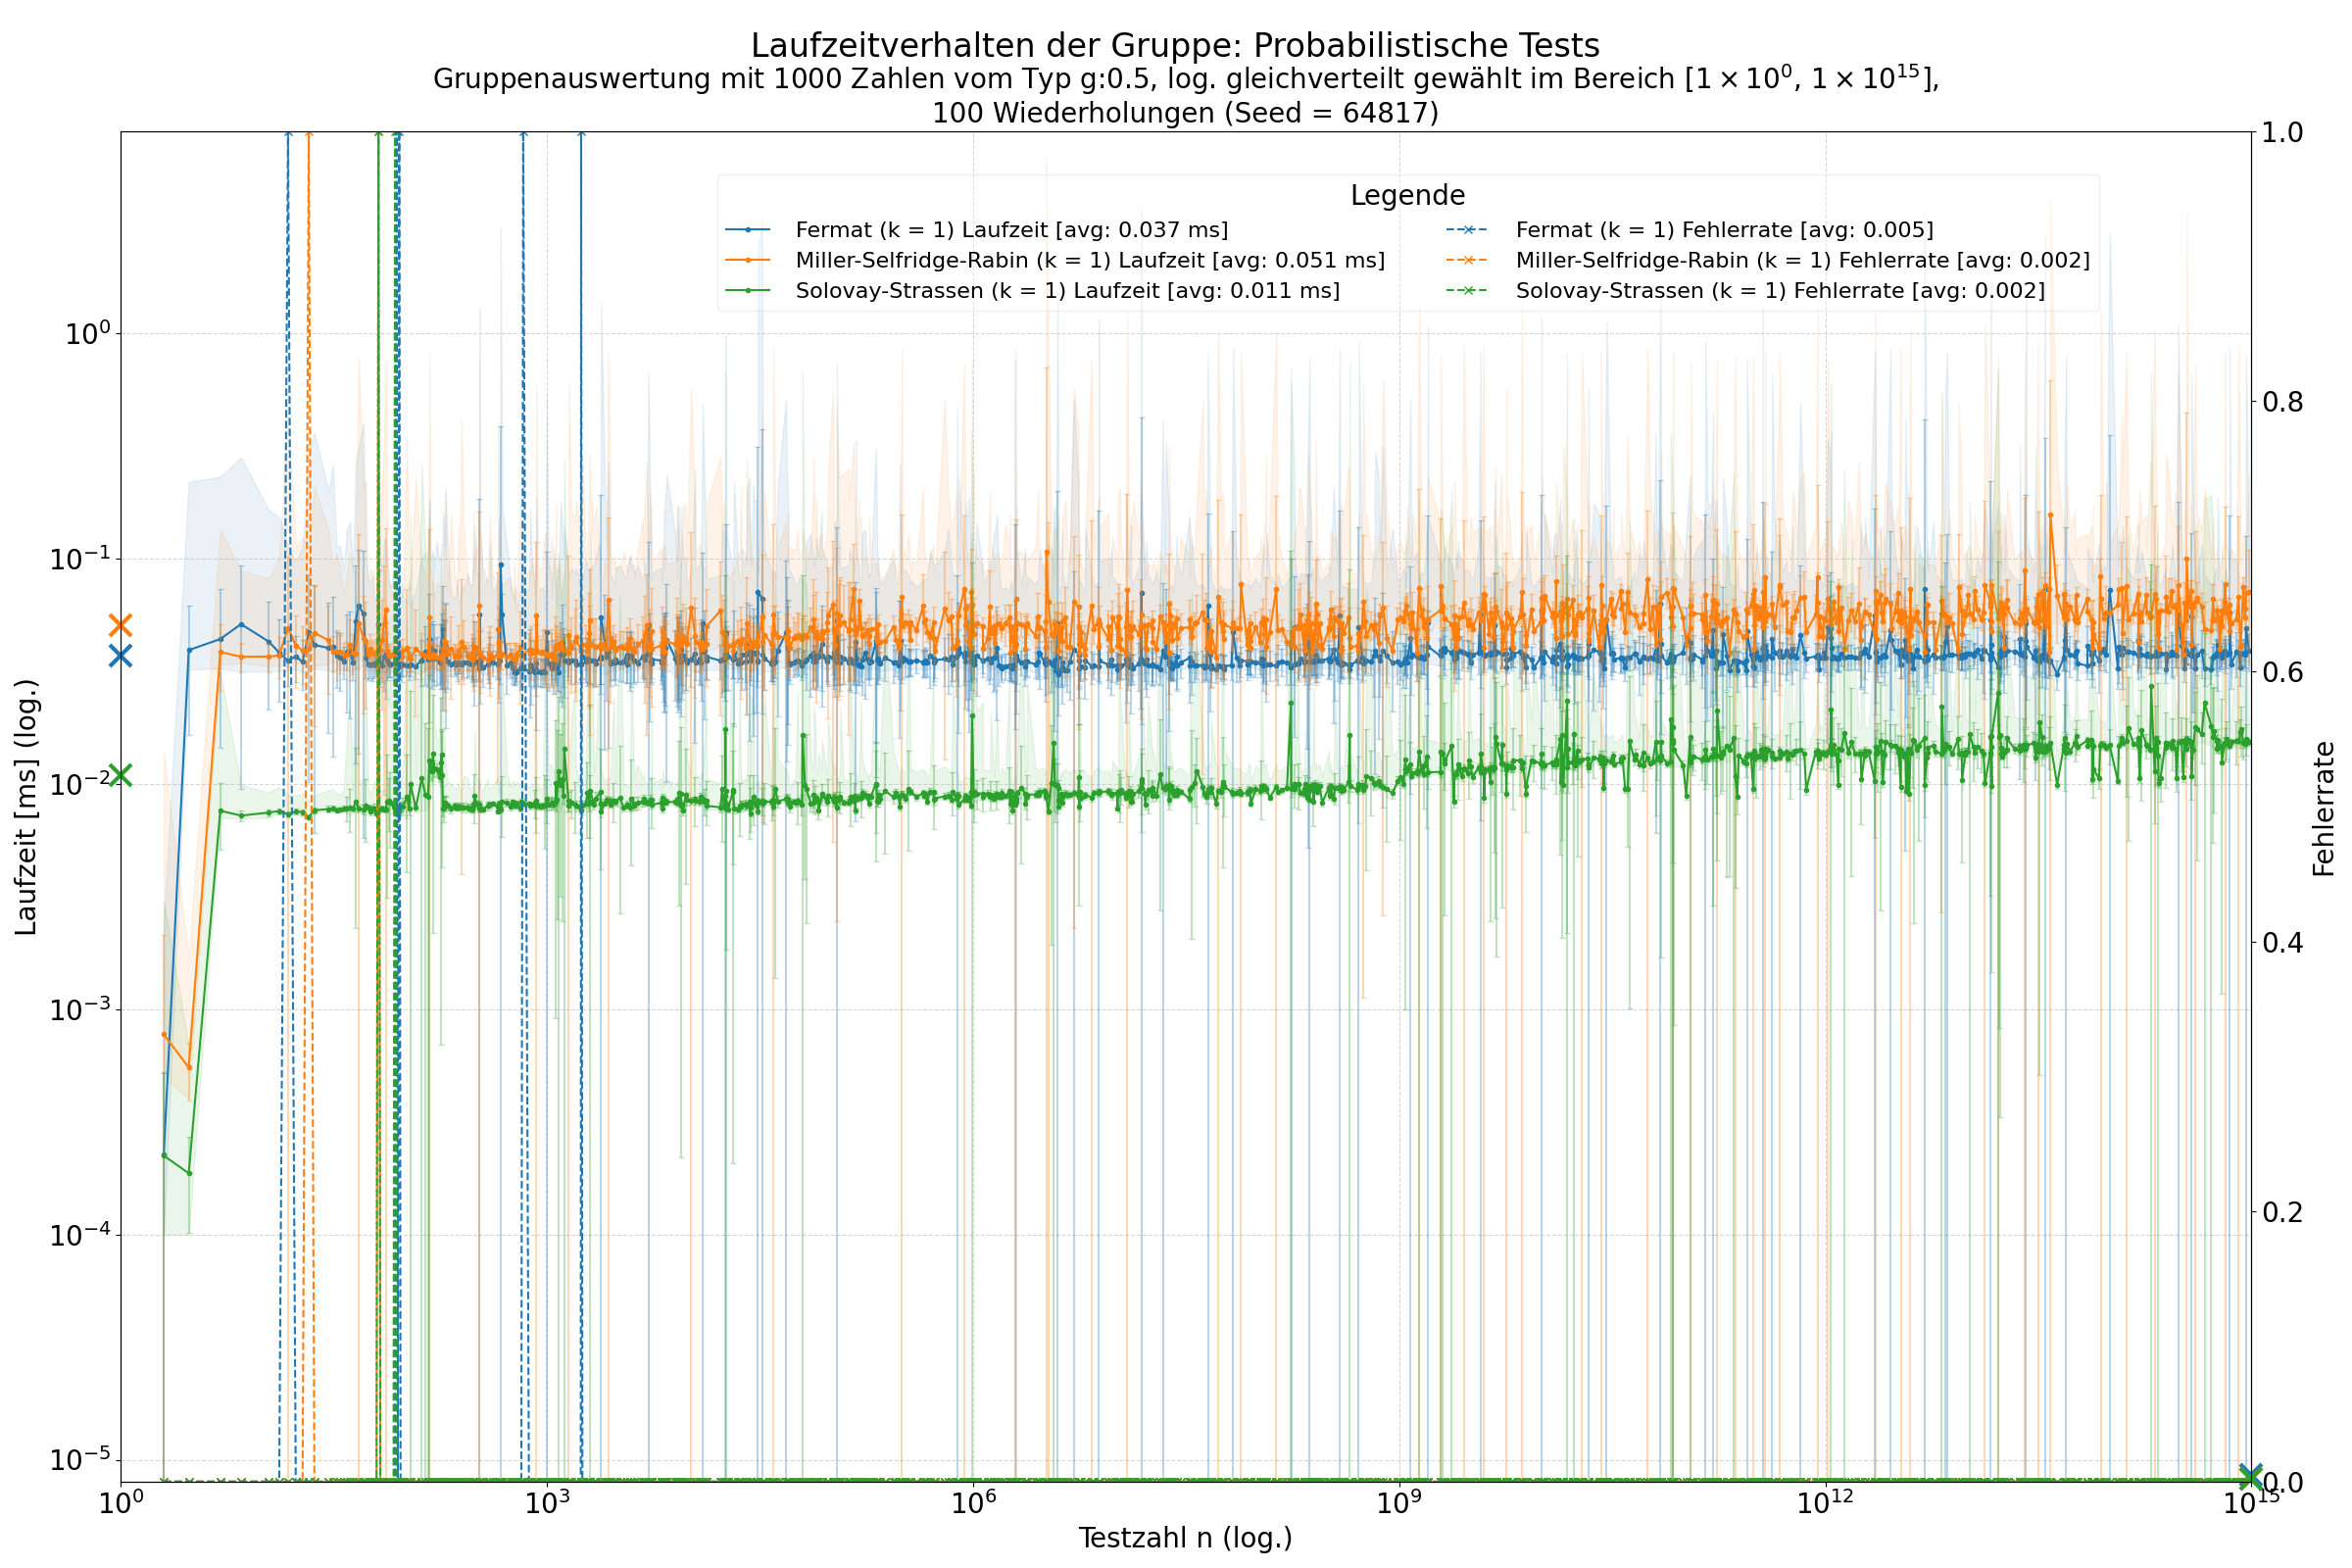 Laufzeitverhalten der Gruppe: Probabilistische Tests
Gruppenauswertung mit 1000 Zahlen vom Typ g:0.5, log. gleichverteilt gewählt im Bereich [1 × 10⁰, 1 × 10¹⁵],
100 Wiederholungen (Seed = 64817)
Legende
Fermat (k = 1) Laufzeit [avg: 0.037 ms]
Miller-Selfridge-Rabin (k = 1) Laufzeit [avg: 0.051 ms]
Solovay-Strassen (k = 1) Laufzeit [avg: 0.011 ms]
Fermat (k = 1) Fehlerrate [avg: 0.005]
Miller-Selfridge-Rabin (k = 1) Fehlerrate [avg: 0.002]
Solovay-Strassen (k = 1) Fehlerrate [avg: 0.002]
Laufzeit [ms] (log.)
10⁰
10⁻¹
10⁻²
10⁻³
10⁻⁴
10⁻⁵
10⁰
10³
10⁶
10⁹
10¹²
10¹⁵
Testzahl n (log.)
1.0
0.8
0.6
0.4
0.2
0.0
Fehlerrate